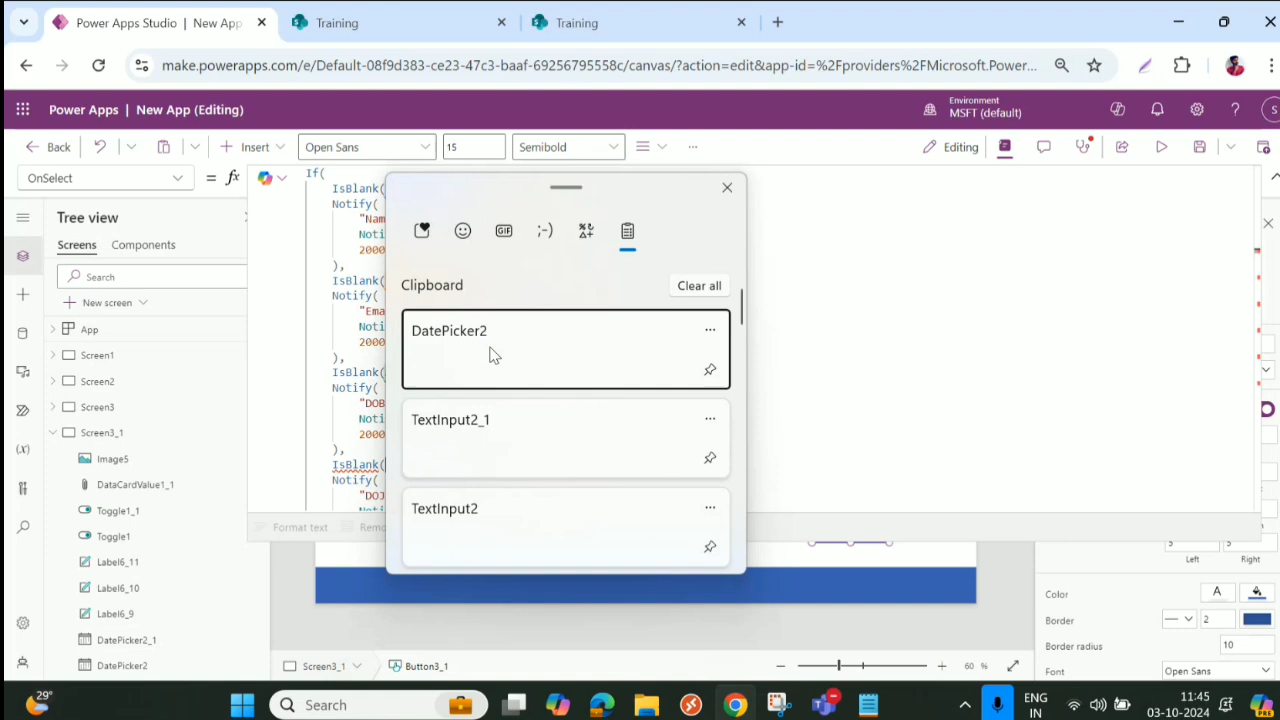 Power Apps Studio | New App
Training
Training
make.powerapps.com/e/Default-08f9d383-ce23-47c3-baaf-69256795558c/canvas/?action=edit&app-id=%2Fproviders%2FMicrosoft.Power...
Power Apps | New App (Editing)
Environment
MSFT (default)
Back
Insert
Open Sans
15
Semibold
Editing
OnSelect
= fx
If(
IsBlank(
Notify(
"Nam
Noti
2000
),
IsBlank(
Notify(
"Ema
Noti
2000
),
IsBlank(
Notify(
"DOB
Noti
2000
),
IsBlank(
Notify(
"DOJ
Tree view
Screens
Components
Search
New screen
App
Screen1
Screen2
Screen3
Screen3_1
Image5
DataCardValue1_1
Toggle1_1
Toggle1
Label6_11
Label6_10
Label6_9
DatePicker2_1
DatePicker2
GIF
;-)
Clipboard
Clear all
DatePicker2
TextInput2_1
TextInput2
Format text
Remo
Left
Right
Color
A
Border
2
Border radius
10
Font
Open Sans
Screen3_1
Button3_1
60 %
29°
Search
ENG
IN
11:45
03-10-2024
PRE